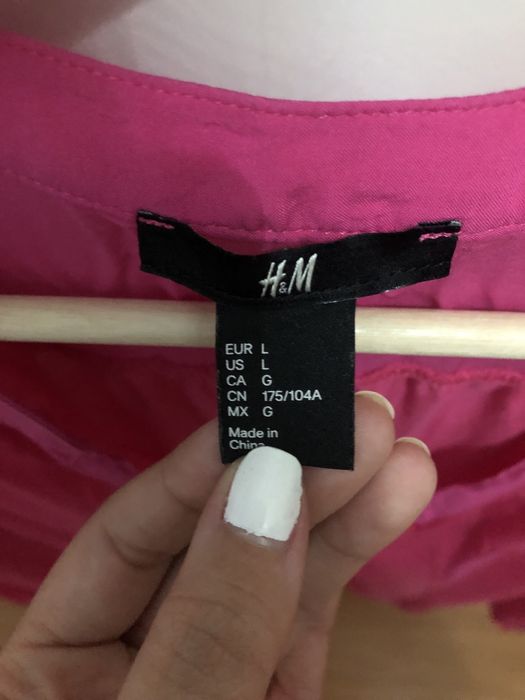 H&M
EUR L
US L
CA G
CN 175/104A
MX G
Made in
China